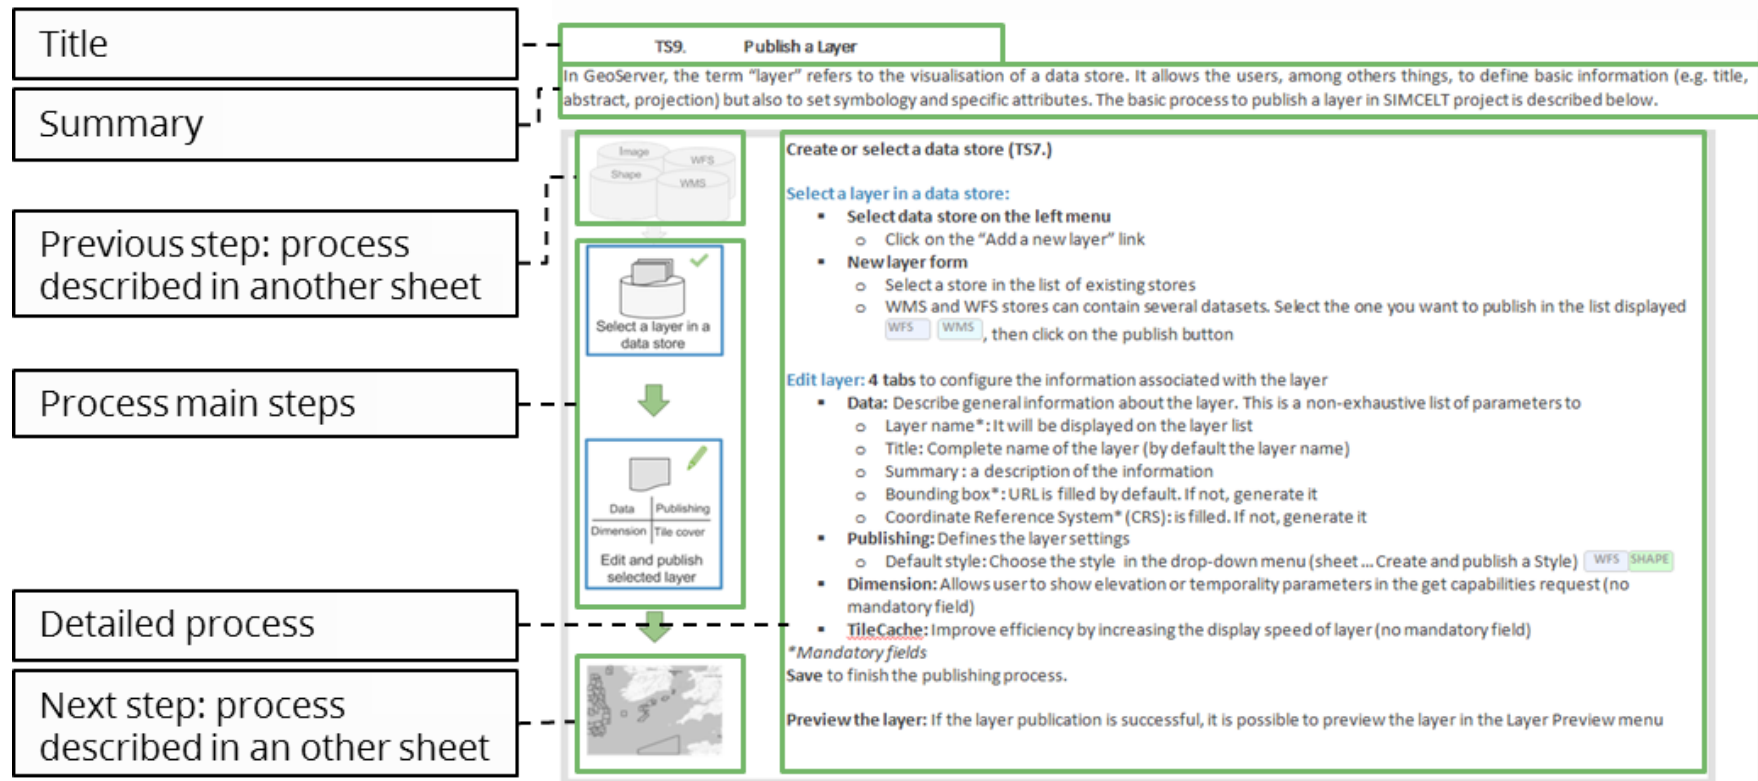 Title
Summary
Previous step: process
described in another sheet
Process main steps
Detailed process
Next step: process
described in an other sheet
TS9. Publish a Layer
In GeoServer, the term “layer” refers to the visualisation of a data store. It allows the users, among others things, to define basic information (e.g. title,
abstract, projection) but also to set symbology and specific attributes. The basic process to publish a layer in SIMCELT project is described below.
Image
WFS
Shape
WMS
Select a layer in a
data store
Data Publishing
Dimension Tile cover
Edit and publish
selected layer
Create or select a data store (TS7.)
Select a layer in a data store:
▪ Select data store on the left menu
o Click on the “Add a new layer” link
▪ New layer form
o Select a store in the list of existing stores
o WMS and WFS stores can contain several datasets. Select the one you want to publish in the list displayed
WFS WMS , then click on the publish button
Edit layer: 4 tabs to configure the information associated with the layer
▪ Data: Describe general information about the layer. This is a non-exhaustive list of parameters to
o Layer name*: It will be displayed on the layer list
o Title: Complete name of the layer (by default the layer name)
o Summary : a description of the information
o Bounding box*: URL is filled by default. If not, generate it
o Coordinate Reference System* (CRS): is filled. If not, generate it
▪ Publishing: Defines the layer settings
o Default style: Choose the style in the drop-down menu (sheet ... Create and publish a Style) WFS SHAPE
▪ Dimension: Allows user to show elevation or temporality parameters in the get capabilities request (no
mandatory field)
▪ TileCache: Improve efficiency by increasing the display speed of layer (no mandatory field)
*Mandatory fields
Save to finish the publishing process.
Preview the layer: If the layer publication is successful, it is possible to preview the layer in the Layer Preview menu